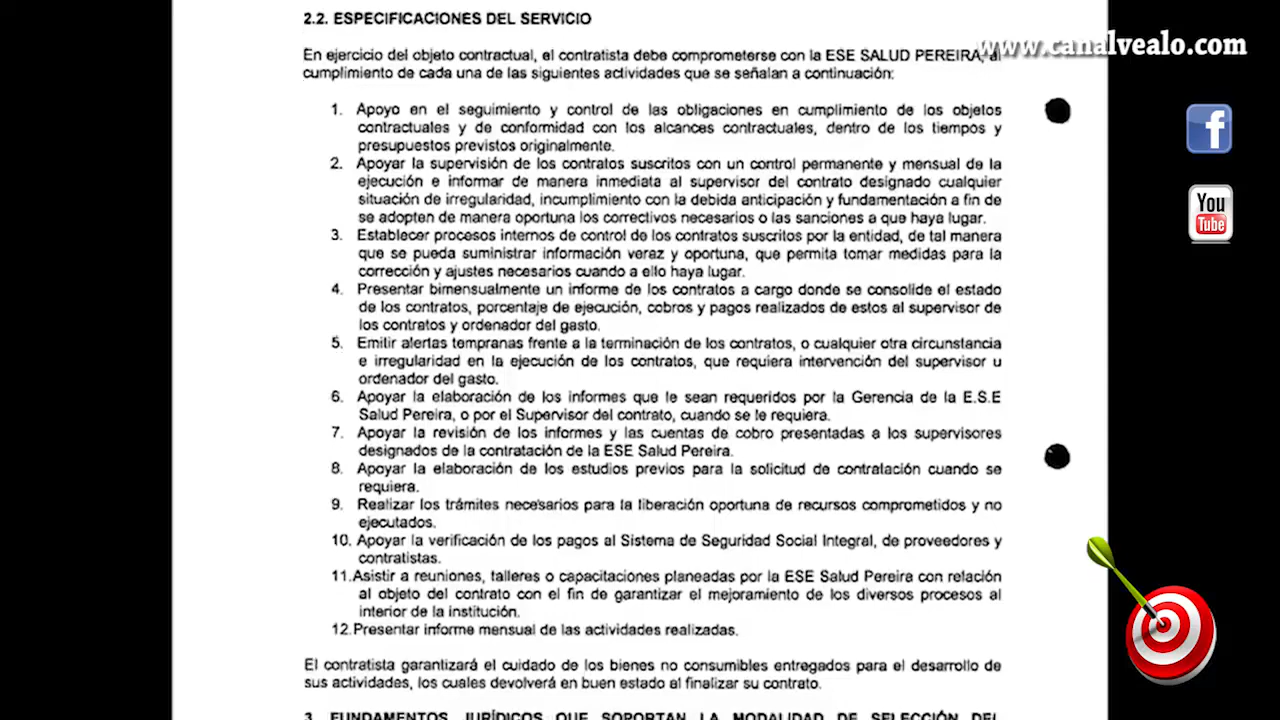 2.2. ESPECIFICACIONES DEL SERVICIO
www.canalvealo.com
En ejercicio del objeto contractual, el contratista debe comprometerse con la ESE SALUD PEREIRA, al
cumplimiento de cada una de las siguientes actividades que se señalan a continuación:
1. Apoyo en el seguimiento y control de las obligaciones en cumplimiento de los objetos
contractuales y de conformidad con los alcances contractuales, dentro de los tiempos y
presupuestos previstos originalmente.
2. Apoyar la supervisión de los contratos suscritos con un control permanente y mensual de la
ejecución e informar de manera inmediata al supervisor del contrato designado cualquier
situación de irregularidad, incumplimiento con la debida anticipación y fundamentación a fin de
se adopten de manera oportuna los correctivos necesarios o las sanciones a que haya lugar.
3. Establecer procesos internos de control de los contratos suscritos por la entidad, de tal manera
que se pueda suministrar información veraz y oportuna, que permita tomar medidas para la
corrección y ajustes necesarios cuando a ello haya lugar.
4. Presentar bimensualmente un informe de los contratos a cargo donde se consolide el estado
de los contratos, porcentaje de ejecución, cobros y pagos realizados de estos al supervisor de
los contratos y ordenador del gasto.
5. Emitir alertas tempranas frente a la terminación de los contratos, o cualquier otra circunstancia
e irregularidad en la ejecución de los contratos, que requiera intervención del supervisor u
ordenador del gasto.
6. Apoyar la elaboración de los informes que le sean requeridos por la Gerencia de la E.S.E
Salud Pereira, o por el Supervisor del contrato, cuando se le requiera.
7. Apoyar la revisión de los informes y las cuentas de cobro presentadas a los supervisores
designados de la contratación de la ESE Salud Pereira.
8. Apoyar la elaboración de los estudios previos para la solicitud de contratación cuando se
requiera.
9. Realizar los trámites necesarios para la liberación oportuna de recursos comprometidos y no
ejecutados.
10. Apoyar la verificación de los pagos al Sistema de Seguridad Social Integral, de proveedores y
contratistas.
11.Asistir a reuniones, talleres o capacitaciones planeadas por la ESE Salud Pereira con relación
al objeto del contrato con el fin de garantizar el mejoramiento de los diversos procesos al
interior de la institución.
12.Presentar informe mensual de las actividades realizadas.
El contratista garantizará el cuidado de los bienes no consumibles entregados para el desarrollo de
sus actividades, los cuales devolverá en buen estado al finalizar su contrato.
3. FUNDAMENTOS JURÍDICOS QUE SOPORTAN LA MODALIDAD DE SELECCIÓN DEL
f
You
Tube